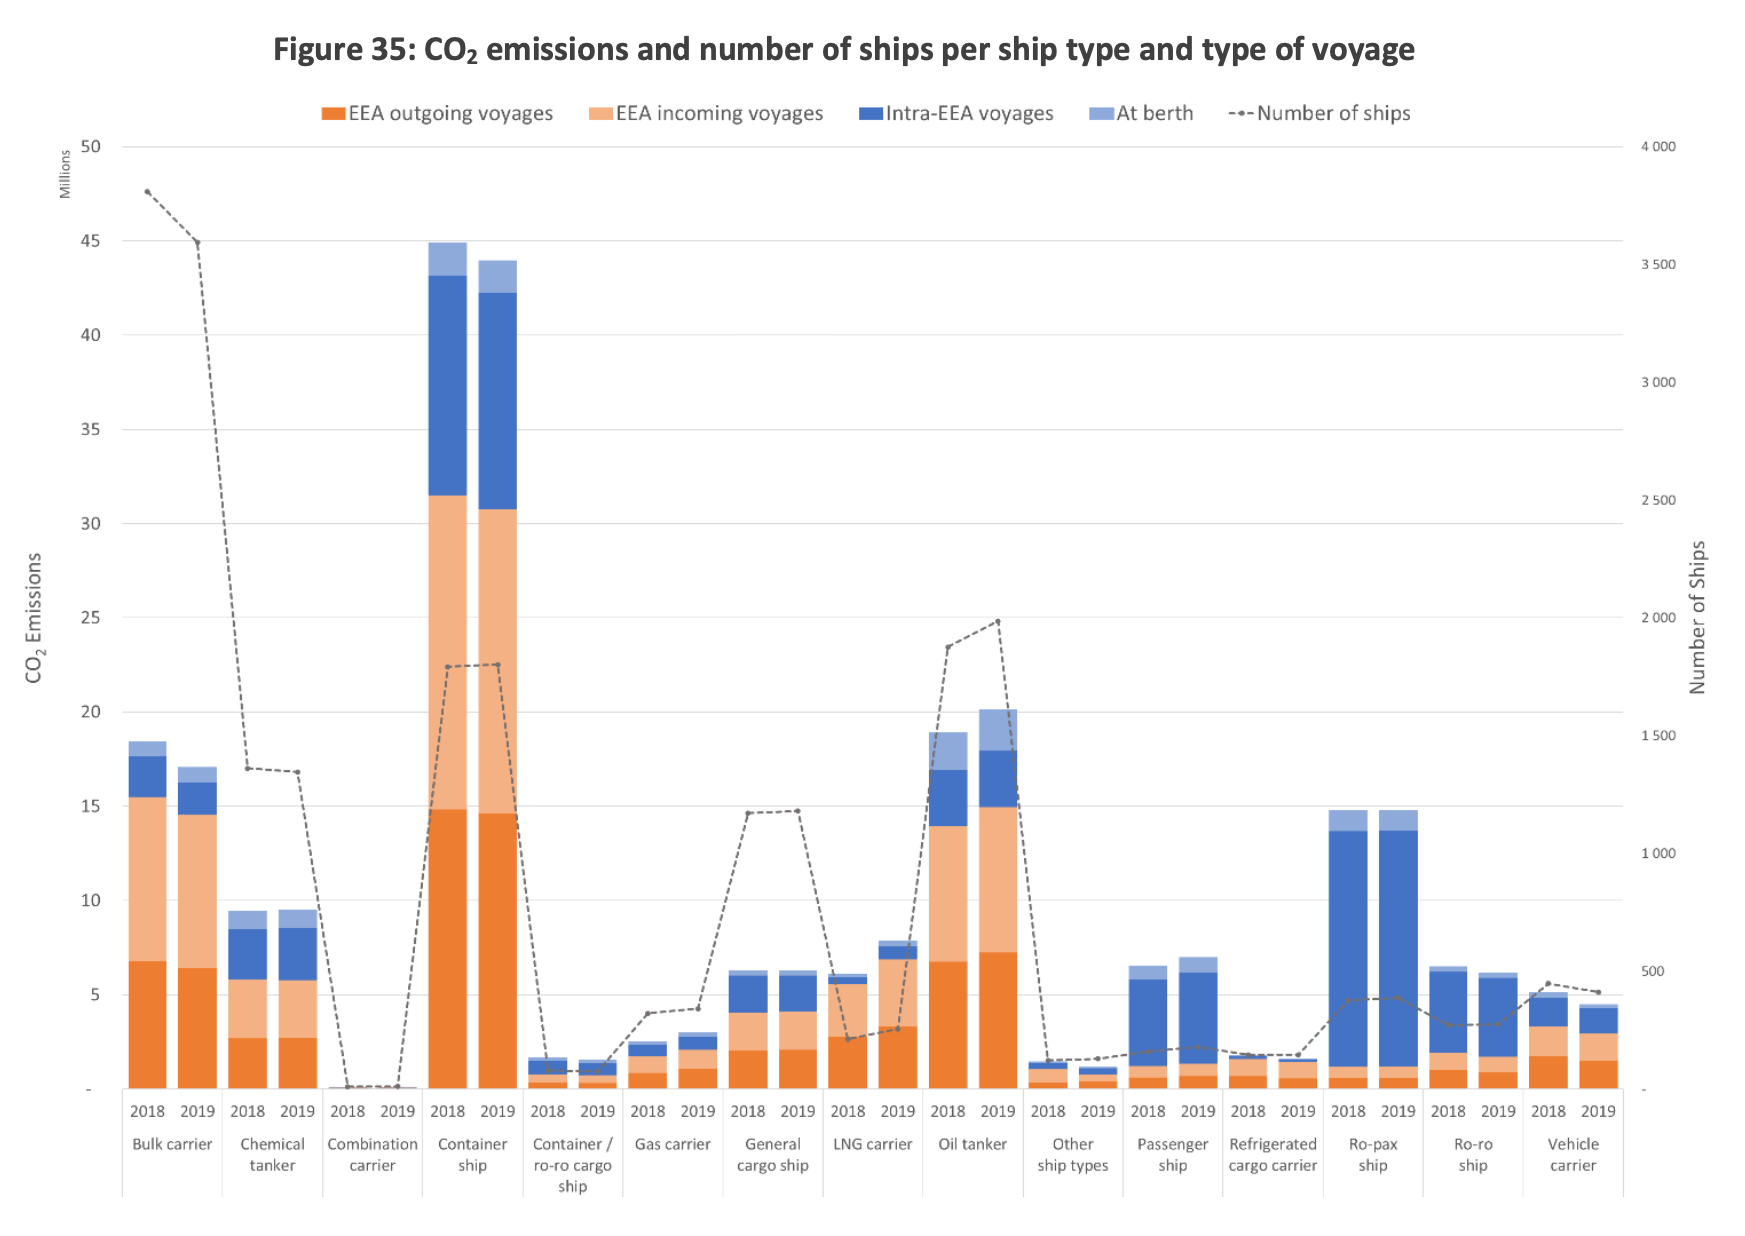 Figure 35: CO₂ emissions and number of ships per ship type and type of voyage
EEA outgoing voyages EEA incoming voyages Intra-EEA voyages At berth Number of ships
Millions
50
45
40
35
30
25
20
15
10
5
-
CO₂ Emissions
4 000
3 500
3 000
2 500
2 000
1 500
1 000
500
-
Number of Ships
2018 2019 2018 2019 2018 2019 2018 2019 2018 2019 2018 2019 2018 2019 2018 2019 2018 2019 2018 2019 2018 2019 2018 2019 2018 2019 2018 2019 2018 2019
Bulk carrier
Chemical
tanker
Combination
carrier
Container
ship
Container /
ro-ro cargo
ship
Gas carrier
General
cargo ship
LNG carrier
Oil tanker
Other
ship types
Passenger
ship
Refrigerated
cargo carrier
Ro-pax
ship
Ro-ro
ship
Vehicle
carrier